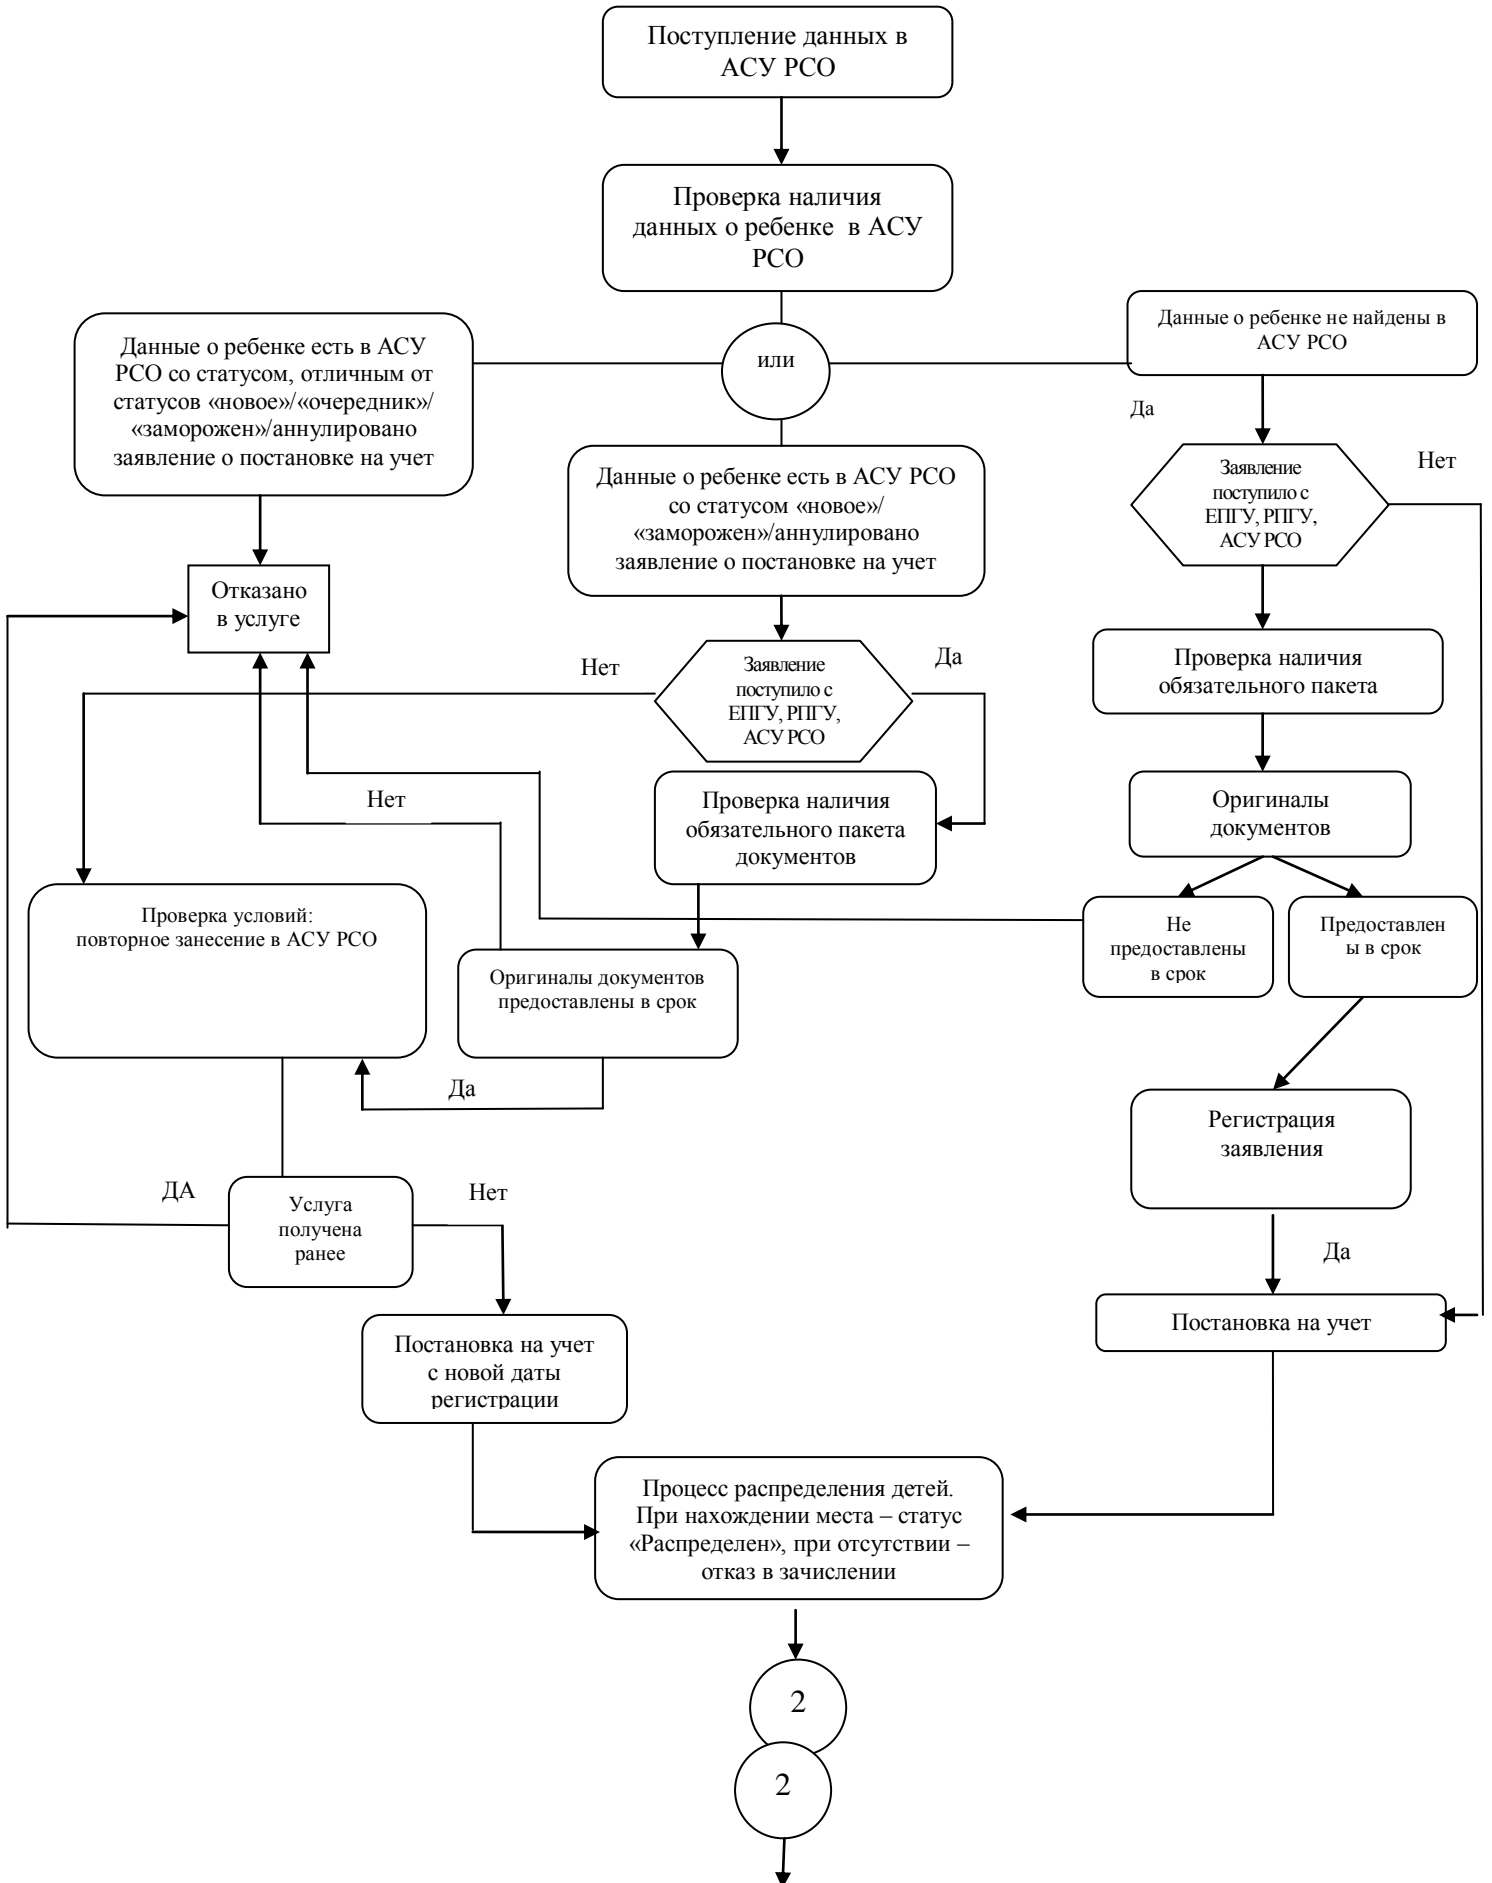 Поступление данных в
АСУ РСО
Проверка наличия
данных о ребенке в АСУ
РСО
или
Данные о ребенке есть в АСУ
РСО со статусом, отличным от
статусов «новое»/«очередник»/
«заморожен»/аннулировано
заявление о постановке на учет
Данные о ребенке не найдены в
АСУ РСО
Да
Данные о ребенке есть в АСУ РСО
со статусом «новое»/
«заморожен»/аннулировано
заявление о постановке на учет
Заявление
поступило с
ЕПГУ, РПГУ,
АСУ РСО
Нет
Отказано
в услуге
Нет
Заявление
поступило с
ЕПГУ, РПГУ,
АСУ РСО
Да
Проверка наличия
обязательного пакета
Нет
Проверка наличия
обязательного пакета
документов
Оригиналы
документов
Проверка условий:
повторное занесение в АСУ РСО
Оригиналы документов
предоставлены в срок
Не
предоставлены
в срок
Предоставлен
ы в срок
Да
Регистрация
заявления
ДА
Услуга
получена
ранее
Нет
Да
Постановка на учет
с новой даты
регистрации
Постановка на учет
Процесс распределения детей.
При нахождении места – статус
«Распределен», при отсутствии –
отказ в зачислении
2
2